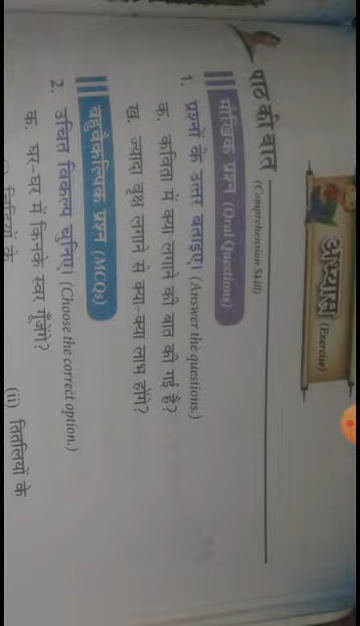 अभ्यास (Exercise)
पाठ की बात (Comprehension Skill)
मौखिक प्रश्न (Oral Questions)
1. प्रश्नों के उत्तर बताइए। (Answer the questions.)
क. कविता में क्या लगाने की बात की गई है?
ख. ज्यादा वृक्ष लगाने से क्या-क्या लाभ होंगे?
बहुवैकल्पिक प्रश्न (MCQs)
2. उचित विकल्प चुनिए। (Choose the correct option.)
क. घर-घर में किनके स्वर गूँजेंगे?
(ii) तितलियों के